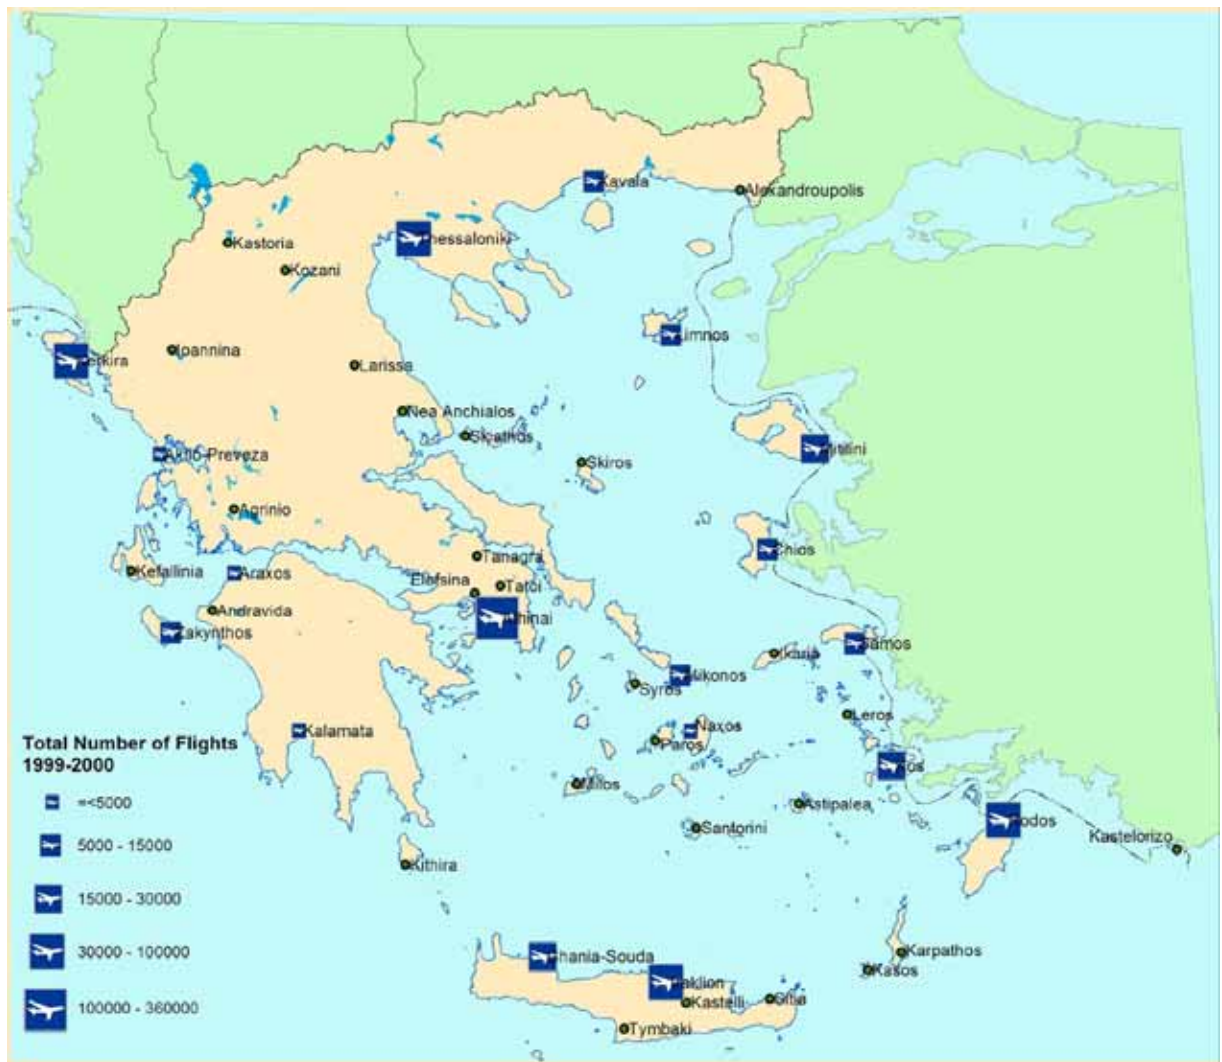 Kavala
Alexandroupolis
Thessaloniki
Kastoria
Kozani
Limnos
Kerkira
Ipannina
Larissa
Nea Anchialos
Skiathos
Mitilini
Aktio-Preveza
Skiros
Agrinio
Chios
Tanagra
Kefallinia
Araxos
Elefsina
Tatoi
Andravida
Athinai
Zakynthos
Samos
Ikaria
Mikonos
Syros
Leros
Naxos
Kalamata
Paros
Total Number of Flights
1999-2000
Kos
Milos
=<5000
Astipalea
Rodos
Santorini
Kastelorizo
5000 - 15000
Kithira
15000 - 30000
30000 - 100000
Karpathos
Chania-Souda
Kasos
Iraklion
Kastelli
Sitia
100000 - 360000
Tymbaki